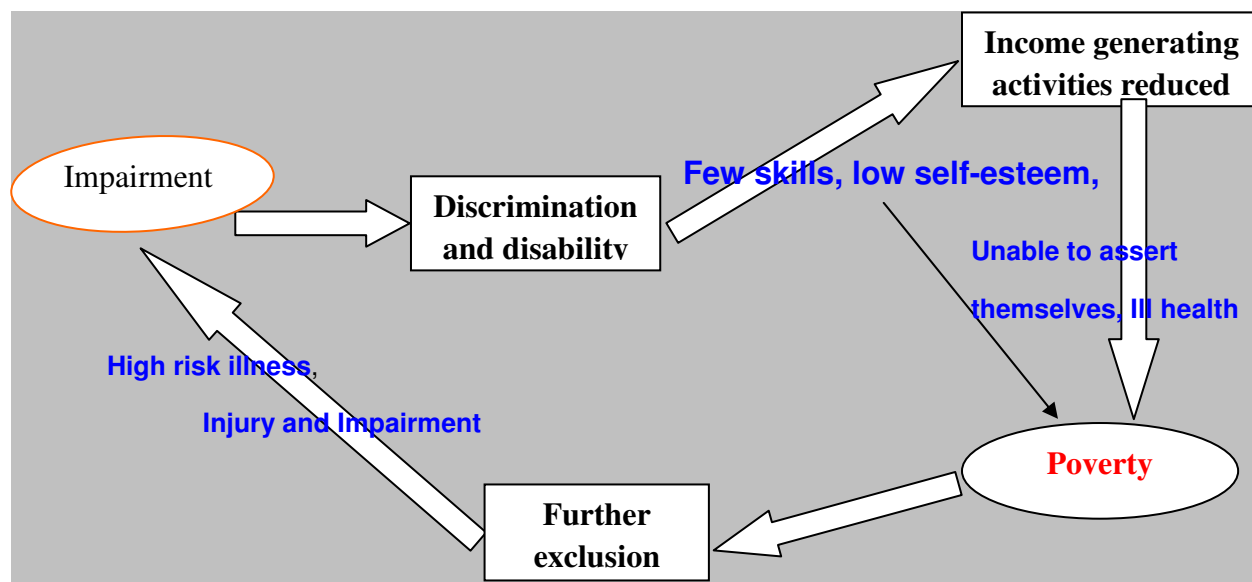 Income generating
activities reduced
Impairment
Few skills, low self-esteem,
Discrimination
and disability
Unable to assert
themselves, Ill health
High risk illness,
Injury and Impairment
Poverty
Further
exclusion